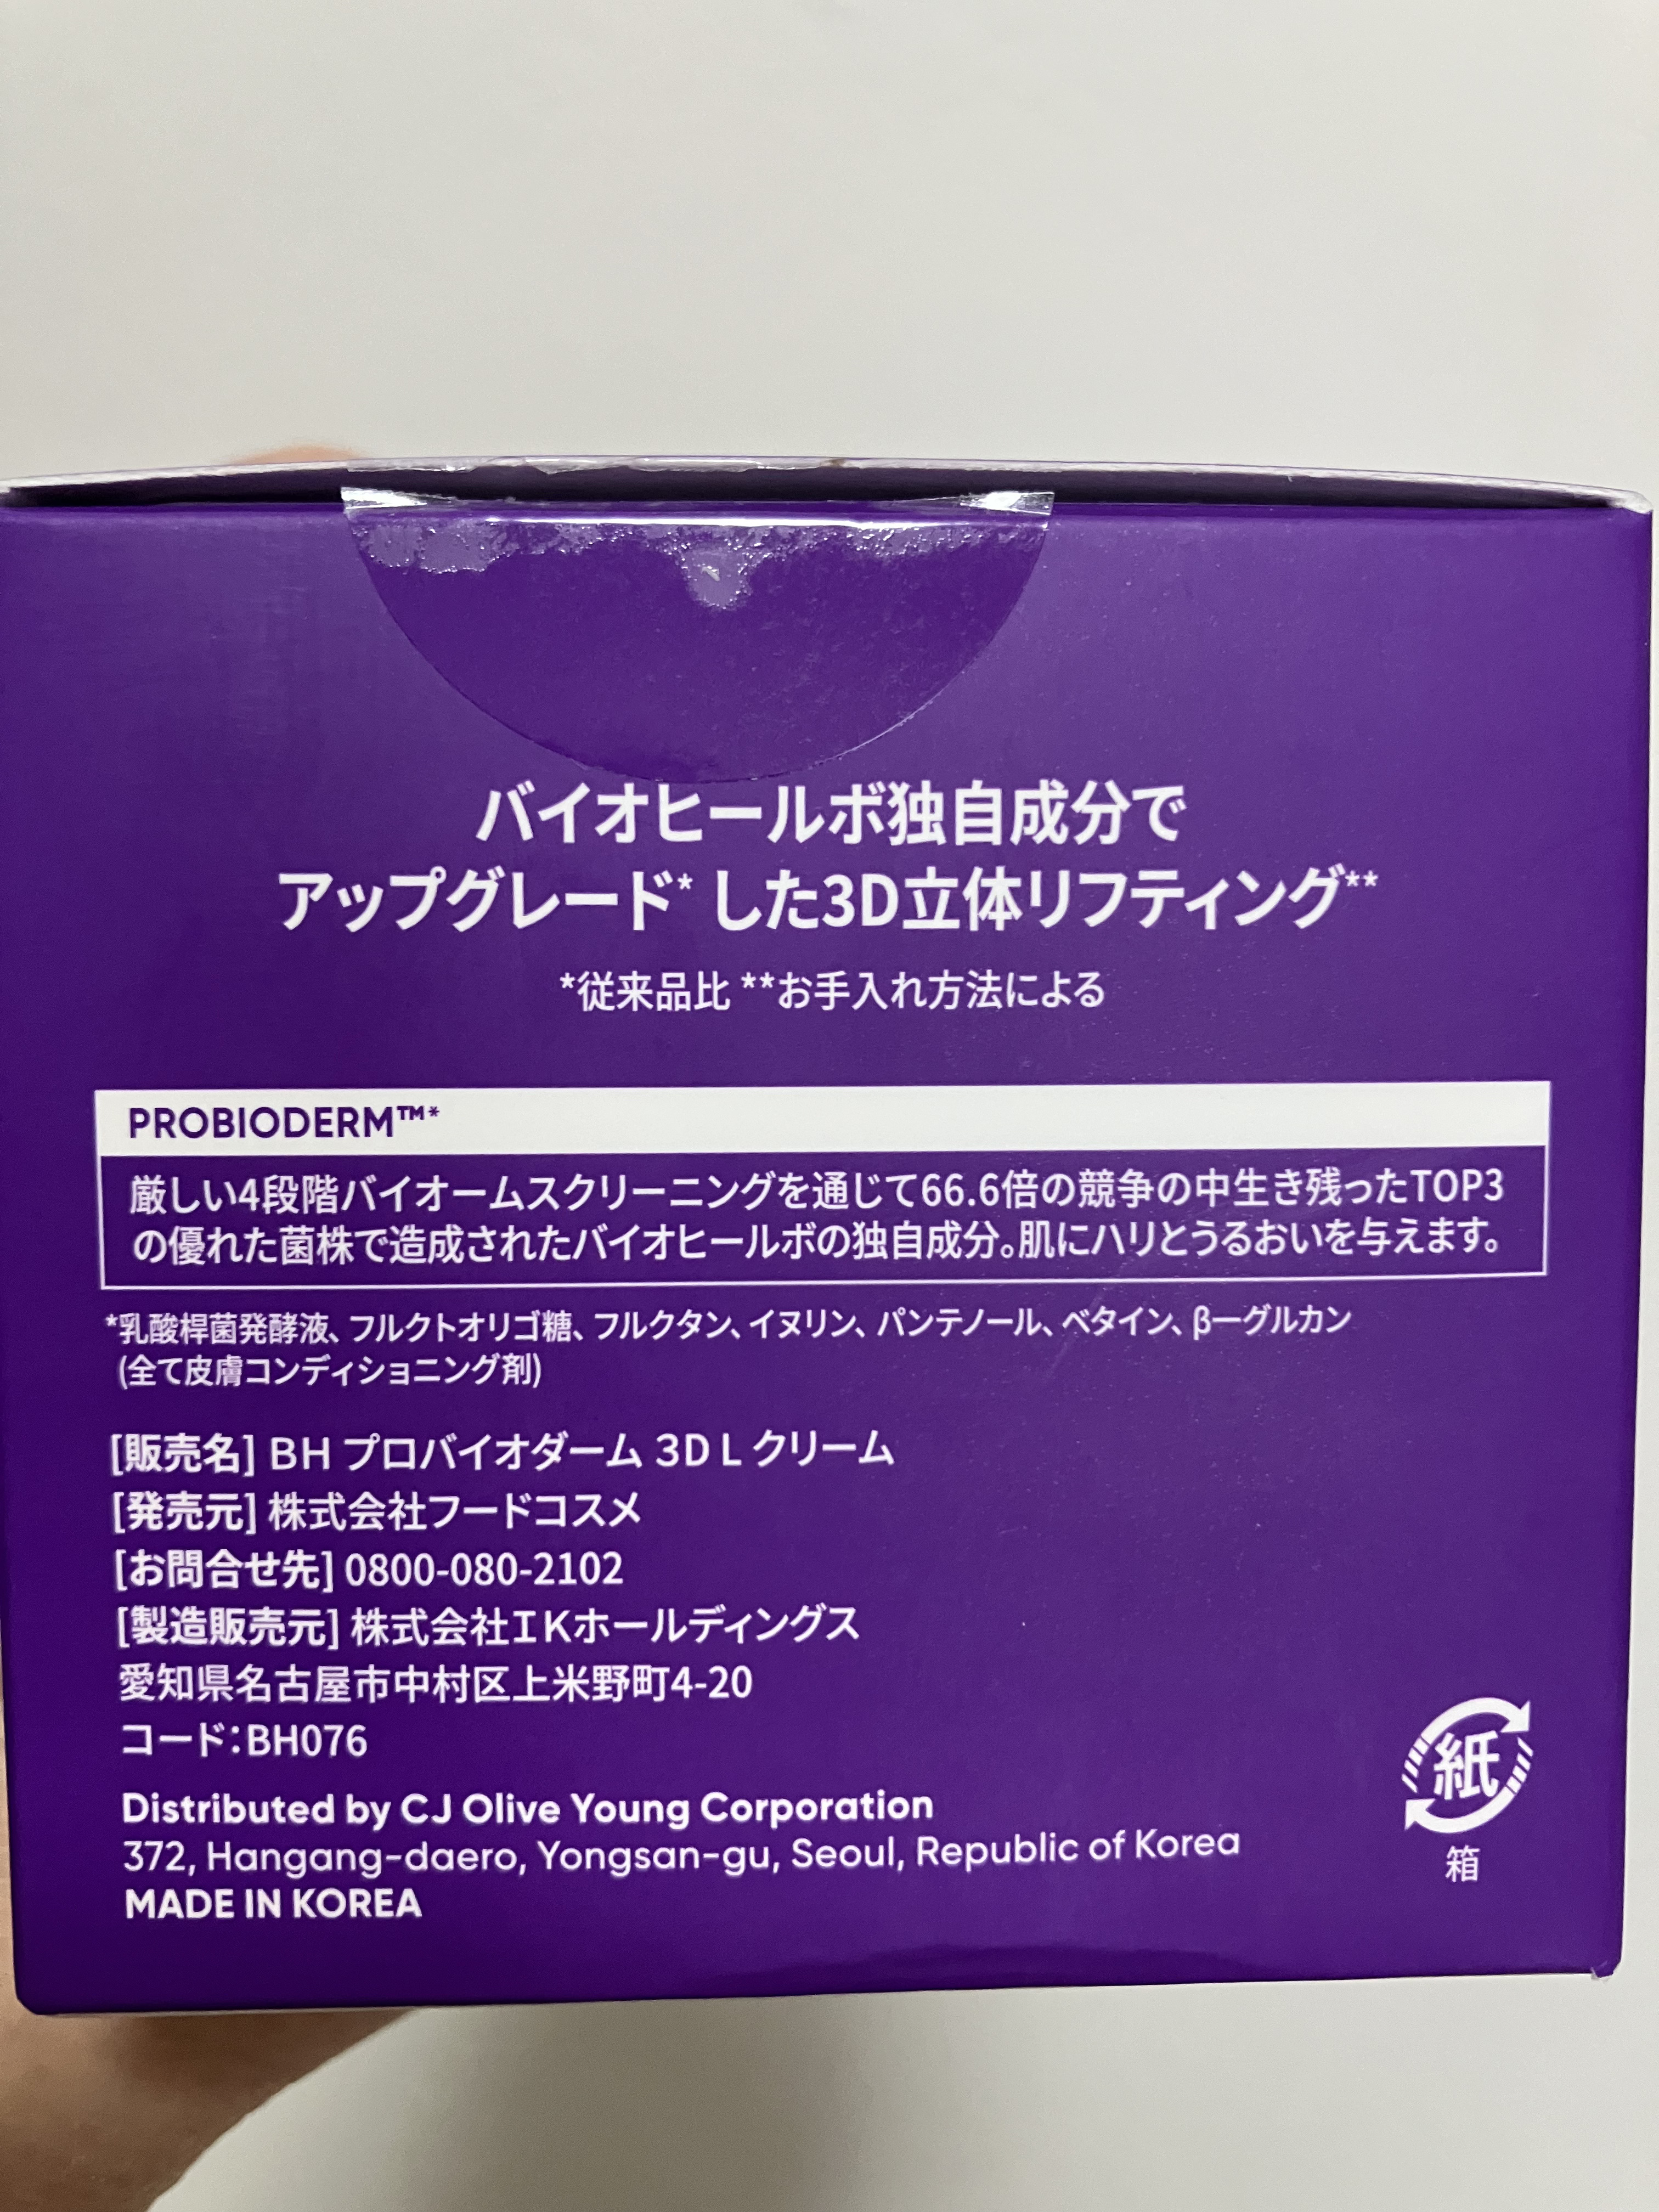 バイオヒールボ独自成分で
アップグレード* した3D立体リフティング**
*従来品比 **お手入れ方法による
PROBIODERM™*
厳しい4段階バイオームスクリーニングを通じて66.6倍の競争の中生き残ったTOP3
の優れた菌株で造成されたバイオヒールボの独自成分。肌にハリとうるおいを与えます。
*乳酸桿菌発酵液、フルクトオリゴ糖、フルクタン、イヌリン、パンテノール、ベタイン、βーグルカン
(全て皮膚コンディショニング剤)
[販売名] BH プロバイオダーム 3D L クリーム
[発売元] 株式会社フードコスメ
[お問合せ先] 0800-080-2102
[製造販売元] 株式会社IKホールディングス
愛知県名古屋市中村区上米野町4-20
コード:BH076
Distributed by CJ Olive Young Corporation
372, Hangang-daero, Yongsan-gu, Seoul, Republic of Korea
MADE IN KOREA
紙
箱